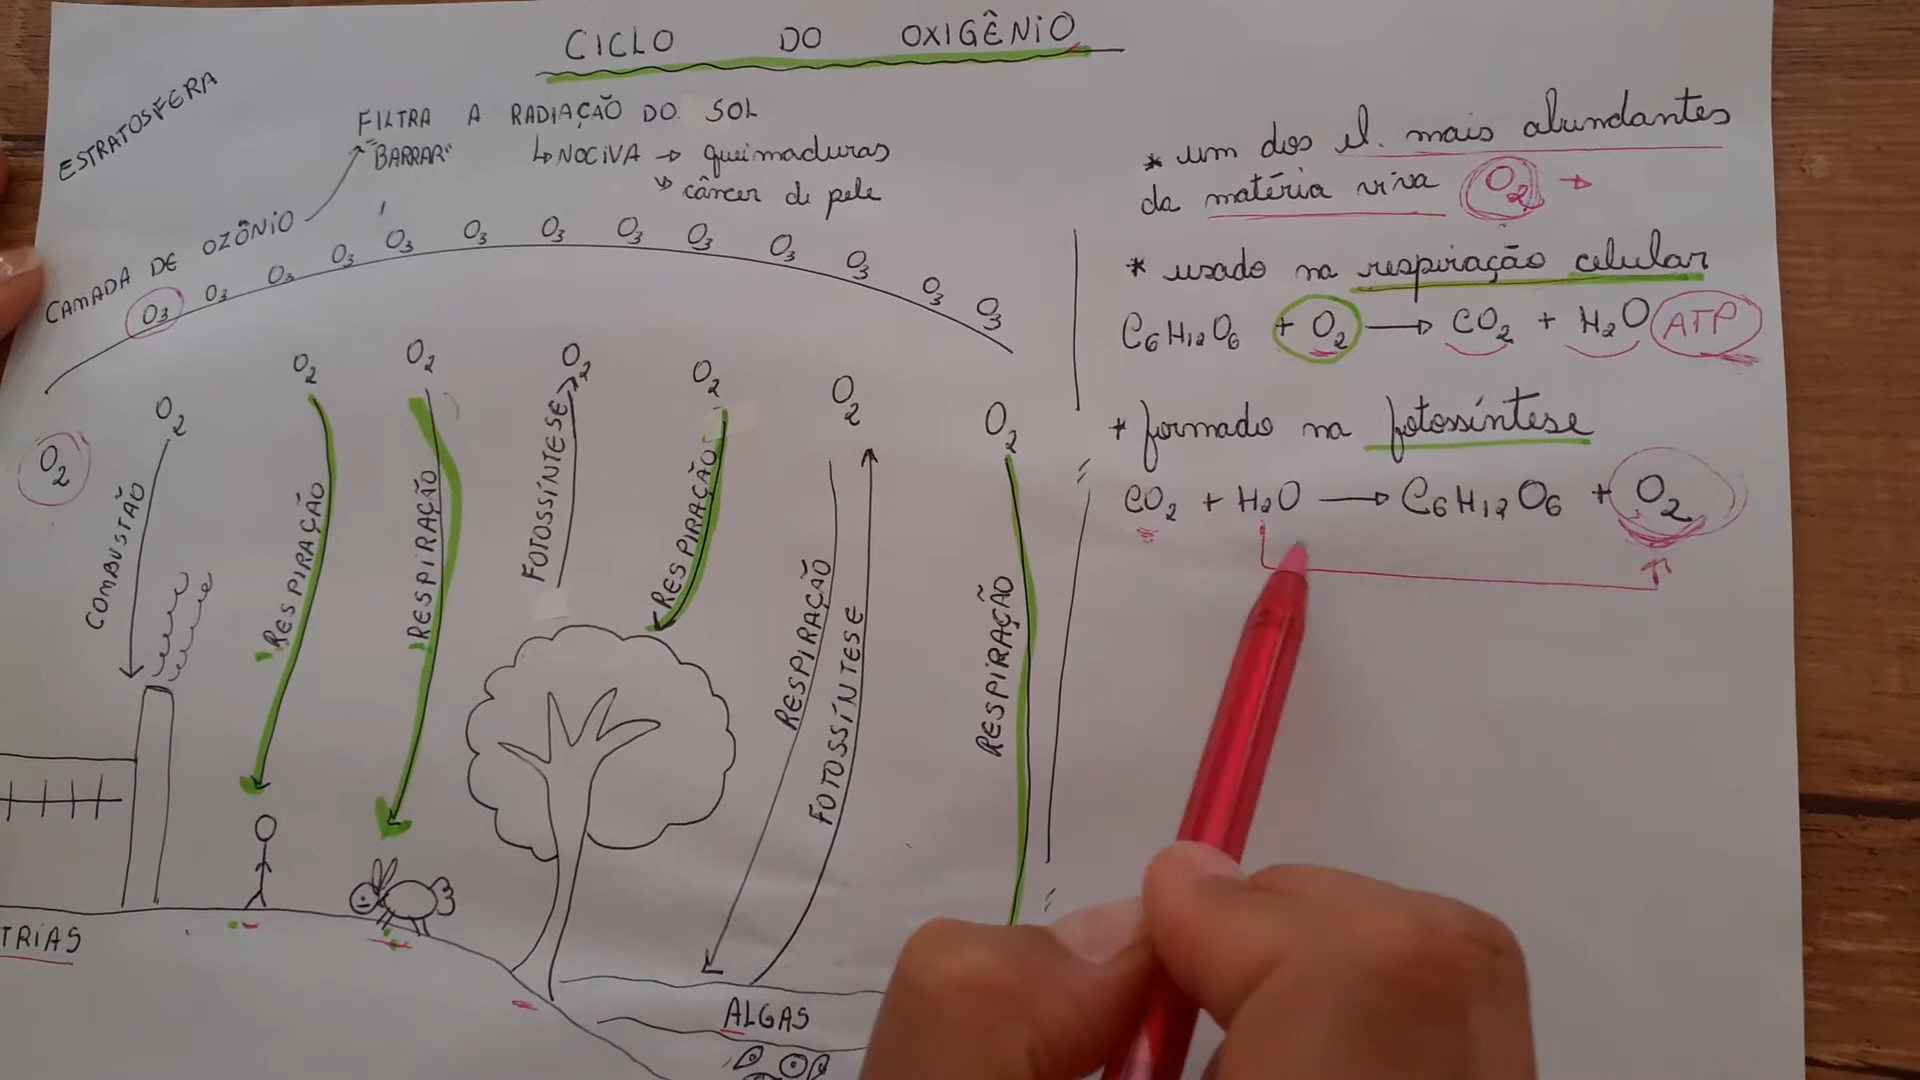 CICLO DO OXIGÊNIO
ESTRATOSFERA
FILTRA A RADIAÇÃO DO SOL
"BARRAR" ↳ NOCIVA → queimaduras
↘ câncer de pele
CAMADA DE OZÔNIO
O3 O3 O3 O3 O3 O3 O3 O3 O3 O3 O3 O3 O3
O2 O2 O2 O2 O2 O2 O2 O2
COMBUSTÃO
RESPIRAÇÃO
RESPIRAÇÃO
FOTOSSÍNTESE
RESPIRAÇÃO
RESPIRAÇÃO
FOTOSSÍNTESE
RESPIRAÇÃO
TRIAS
ALGAS
* um dos el. mais abundantes
da matéria viva O2 →
* usado na respiração celular
C6H12O6 + O2 → CO2 + H2O ATP
* formado na fotossíntese
CO2 + H2O → C6H12O6 + O2